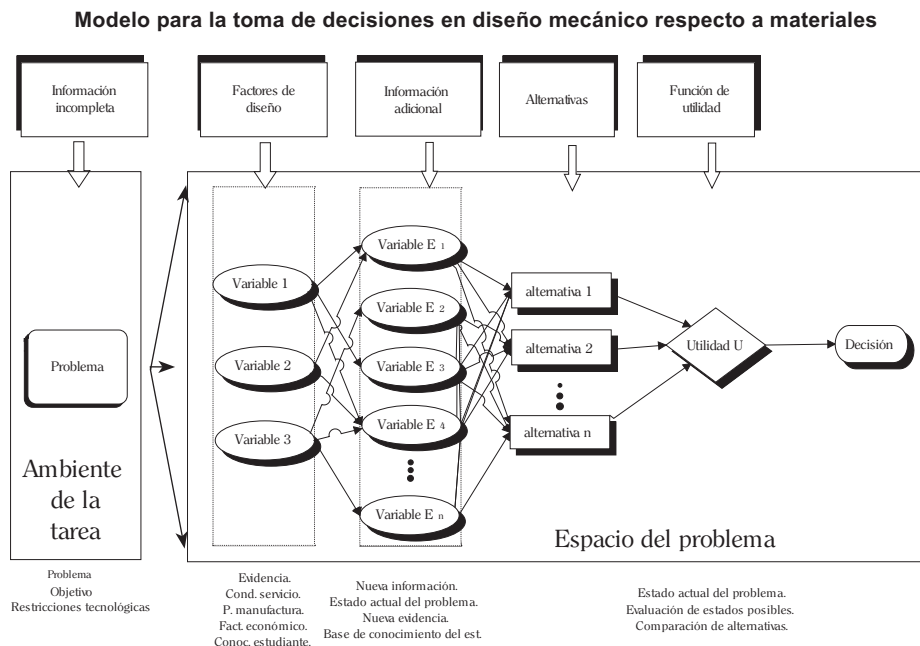 Modelo para la toma de decisiones en diseño mecánico respecto a materiales
Información
incompleta
Factores de
diseño
Información
adicional
Alternativas
Función de
utilidad
Problema
Ambiente
de la
tarea
Variable 1
Variable 2
Variable 3
Variable E 1
Variable E 2
Variable E 3
Variable E 4
Variable E n
alternativa 1
alternativa 2
alternativa n
Utilidad U
Decisión
Espacio del problema
Problema
Objetivo
Restricciones tecnológicas
Evidencia.
Cond. servicio.
P. manufactura.
Fact. económico.
Conoc. estudiante.
Nueva información.
Estado actual del problema.
Nueva evidencia.
Base de conocimiento del est.
Estado actual del problema.
Evaluación de estados posibles.
Comparación de alternativas.